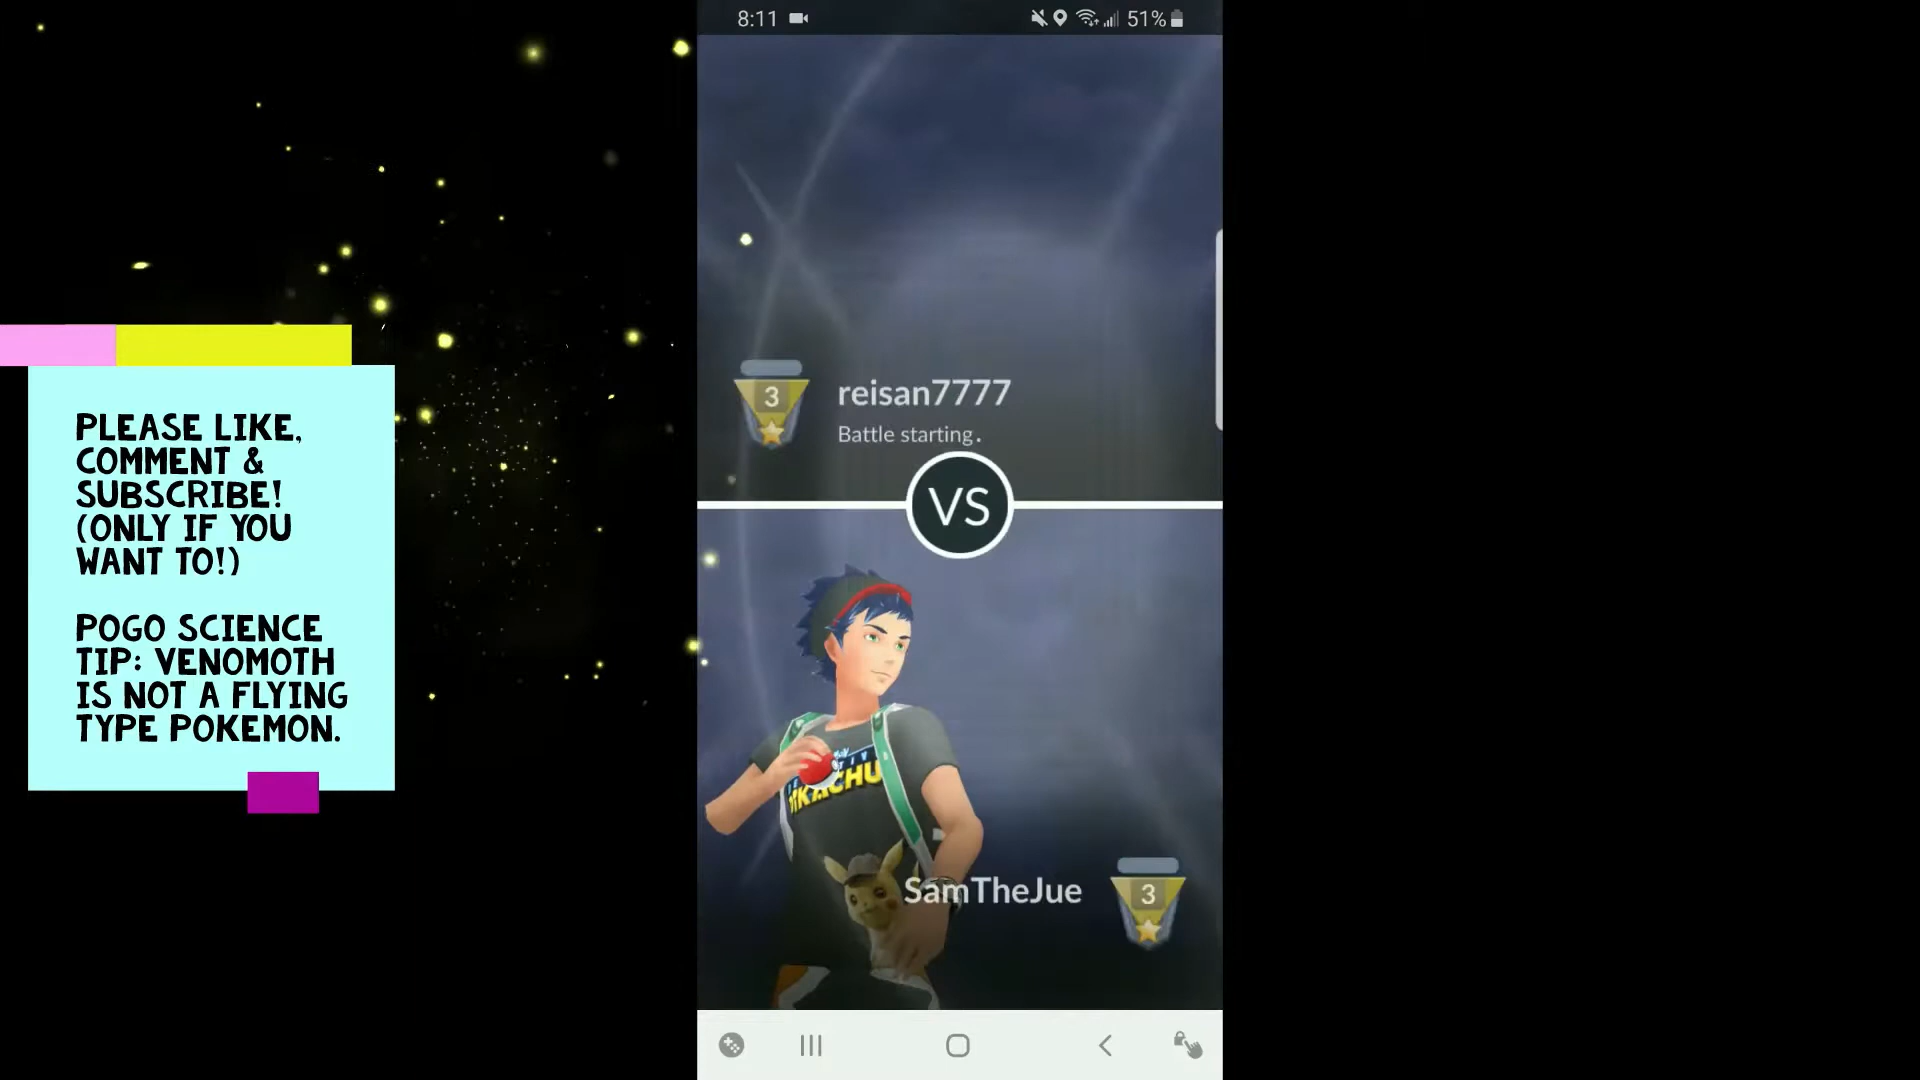 8:11
51%
PLEASE LIKE,
COMMENT &
SUBSCRIBE!
(ONLY IF YOU
WANT TO!)
POGO SCIENCE
TIP: VENOMOTH
IS NOT A FLYING
TYPE POKEMON.
3
reisan7777
Battle starting.
VS
PIKACHU
SamTheJue
3